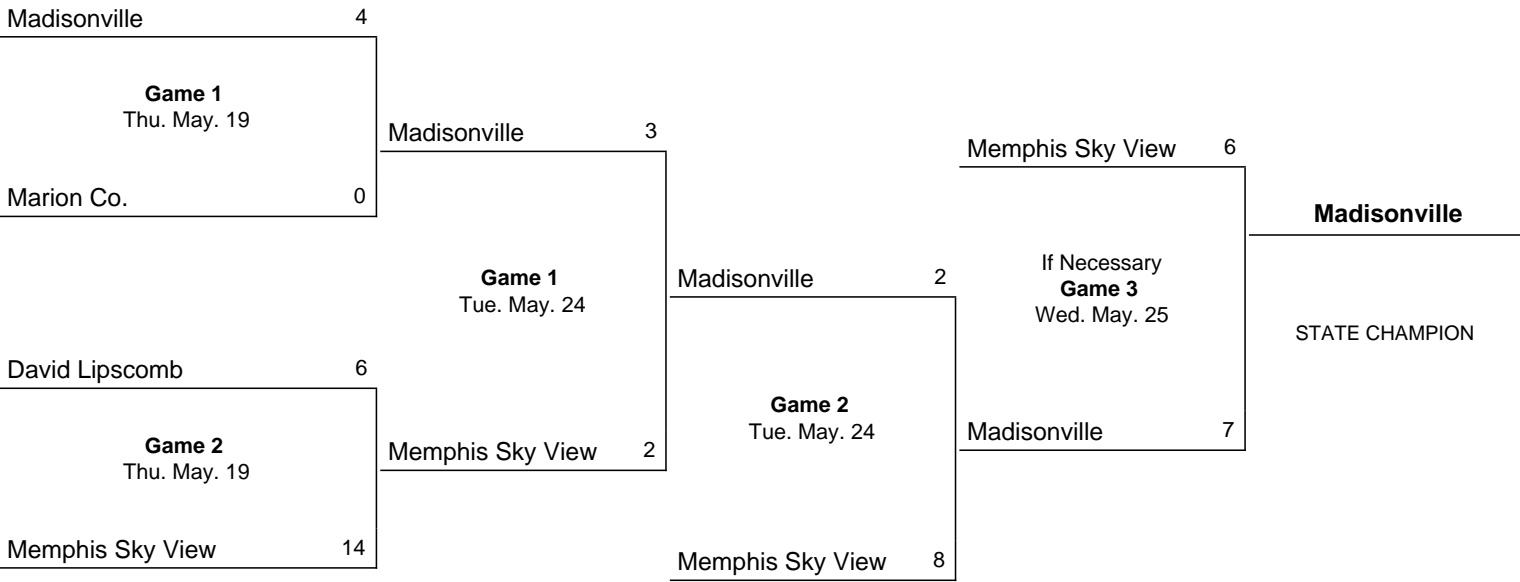 Madisonville 4
Game 1
Thu. May. 19
Marion Co. 0
David Lipscomb 6
Game 2
Thu. May. 19
Memphis Sky View 14
Madisonville 3
Game 1
Tue. May. 24
Memphis Sky View 2
Madisonville 2
Game 2
Tue. May. 24
Memphis Sky View 8
Memphis Sky View 6
If Necessary
Game 3
Wed. May. 25
Madisonville 7
Madisonville
STATE CHAMPION